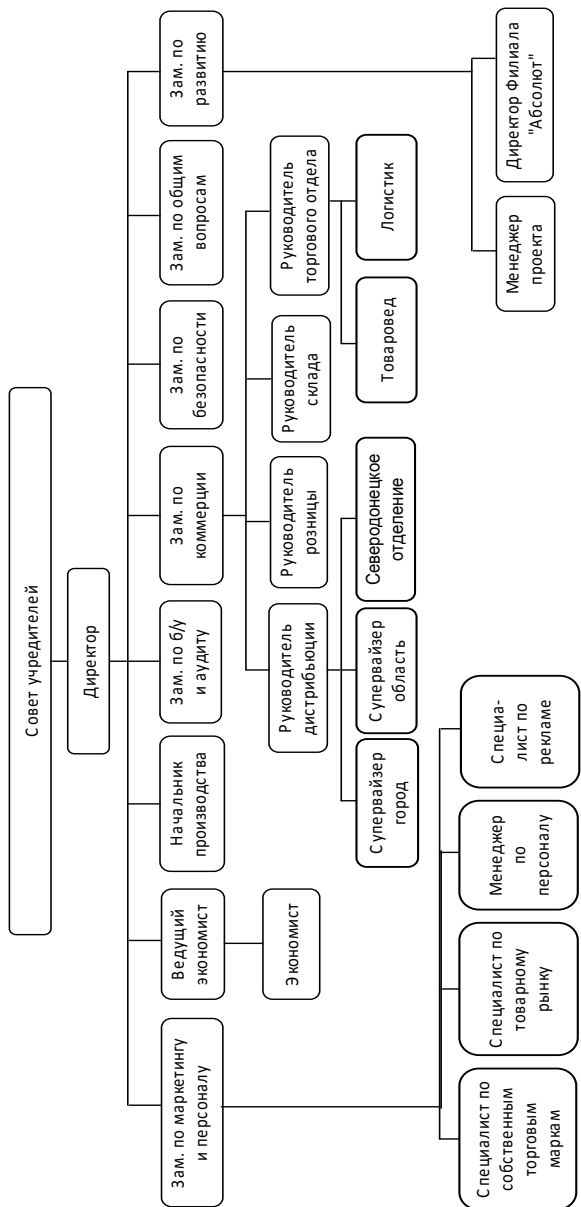 Совет учредителей
Директор
Зам. по маркетингу
и персоналу
Ведущий
экономист
Начальник
производства
Зам. по б/у
и аудиту
Зам. по
коммерции
Зам. по
безопасности
Зам. по общим
вопросам
Зам. по
развитию
Экономист
Руководитель
дистрибьюции
Руководитель
розницы
Руководитель
склада
Руководитель
торгового отдела
Супервайзер
город
Супервайзер
область
Северодонецкое
отделение
Товаровед
Логистик
Специалист по
собственным
торговым
маркам
Специалист по
товарному
рынку
Менеджер
по
персоналу
Специа-
лист по
рекламе
Менеджер
проекта
Директор Филиала
"Абсолют"